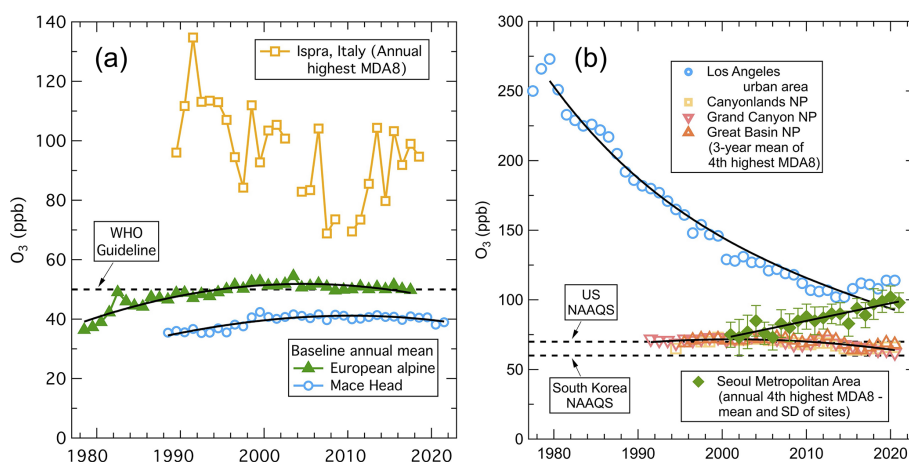 (a)
Ispra, Italy (Annual
highest MDA8)
WHO
Guideline
Baseline annual mean
European alpine
Mace Head
O3 (ppb)
140
120
100
80
60
40
20
0
1980
1990
2000
2010
2020
(b)
Los Angeles
urban area
Canyonlands NP
Grand Canyon NP
Great Basin NP
(3-year mean of
4th highest MDA8)
US
NAAQS
South Korea
NAAQS
Seoul Metropolitan Area
(annual 4th highest MDA8 -
mean and SD of sites)
O3 (ppb)
300
250
200
150
100
50
0
1980
1990
2000
2010
2020